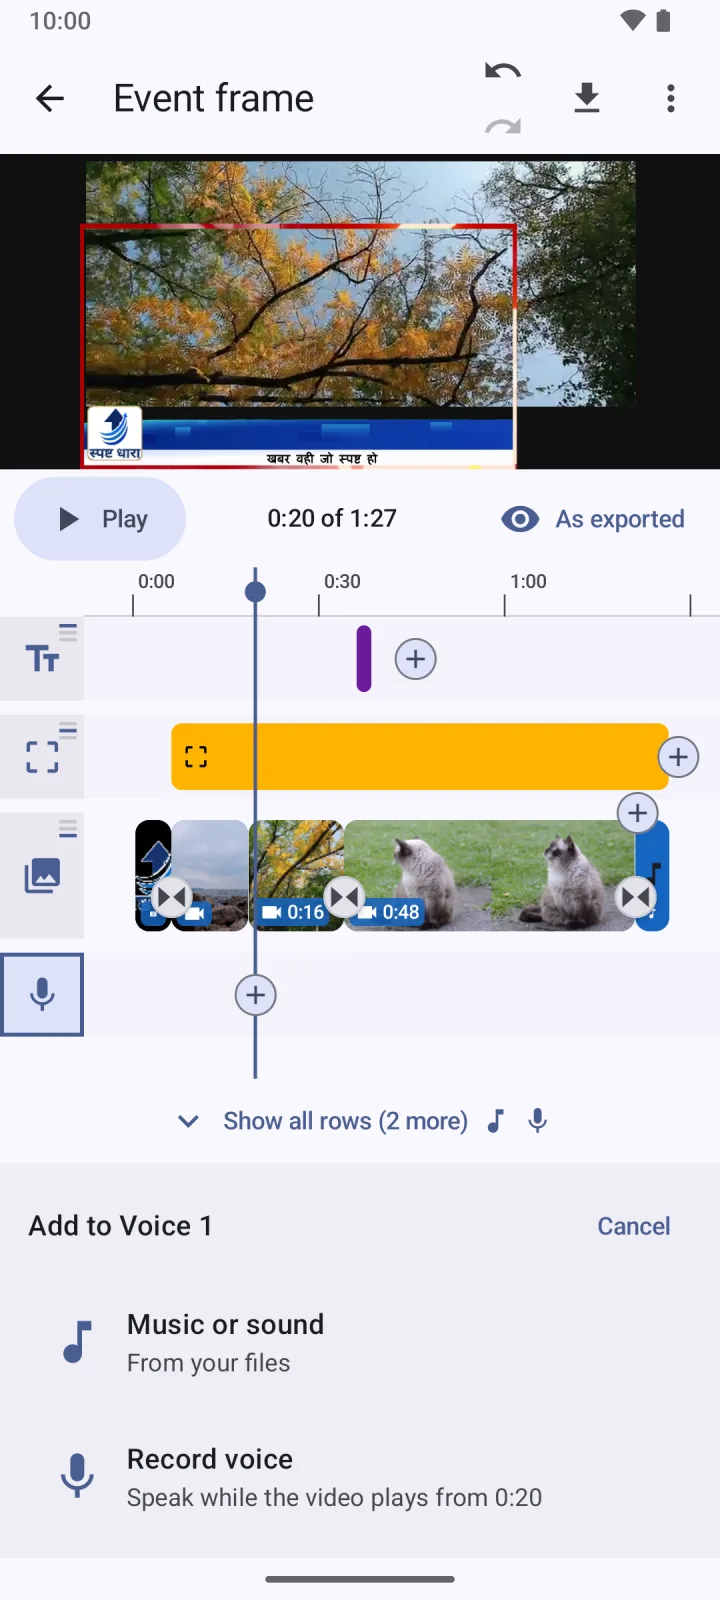 10:00
Event frame
स्पष्ट धारा
खबर वही जो स्पष्ट हो
Play
0:20 of 1:27
As exported
0:00
0:30
1:00
Tт
0:16
0:48
Show all rows (2 more)
Add to Voice 1
Cancel
Music or sound
From your files
Record voice
Speak while the video plays from 0:20